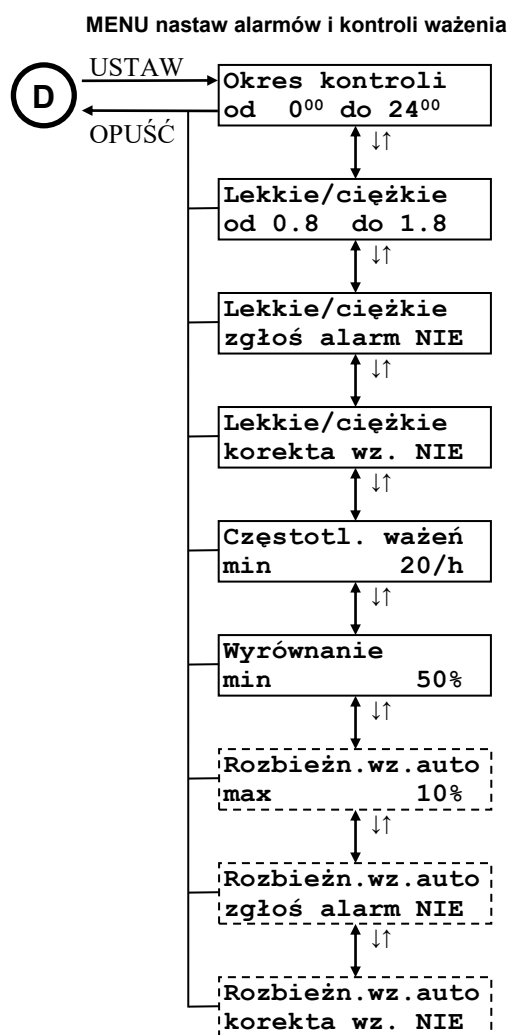 MENU nastaw alarmów i kontroli ważenia
D
USTAW
OPUŚĆ
Okres kontroli
od 0⁰⁰ do 24⁰⁰
↓↑
Lekkie/ciężkie
od 0.8 do 1.8
↓↑
Lekkie/ciężkie
zgłoś alarm NIE
↓↑
Lekkie/ciężkie
korekta wz. NIE
↓↑
Częstotl. ważeń
min 20/h
↓↑
Wyrównanie
min 50%
↓↑
Rozbieżn.wz.auto
max 10%
↓↑
Rozbieżn.wz.auto
zgłoś alarm NIE
↓↑
Rozbieżn.wz.auto
korekta wz. NIE